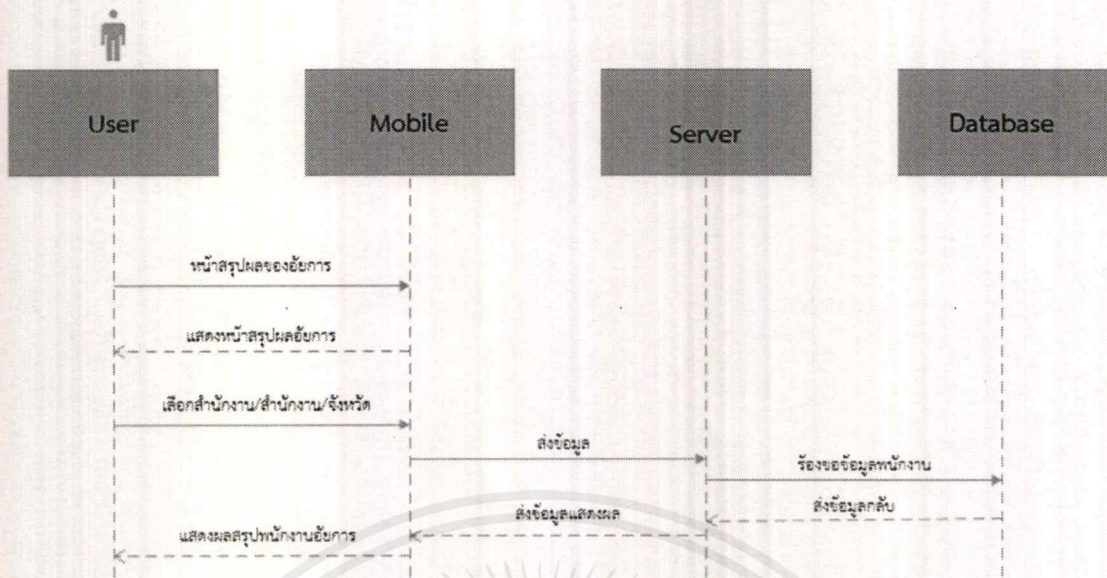 User
Mobile
Server
Database
หน้าสรุปผลของอัยการ
แสดงหน้าสรุปผลอัยการ
เลือกสำนักงาน/สำนักงาน/จังหวัด
ส่งข้อมูล
ร้องขอข้อมูลพนักงาน
ส่งข้อมูลกลับ
ส่งข้อมูลแสดงผล
แสดงผลสรุปพนักงานอัยการ